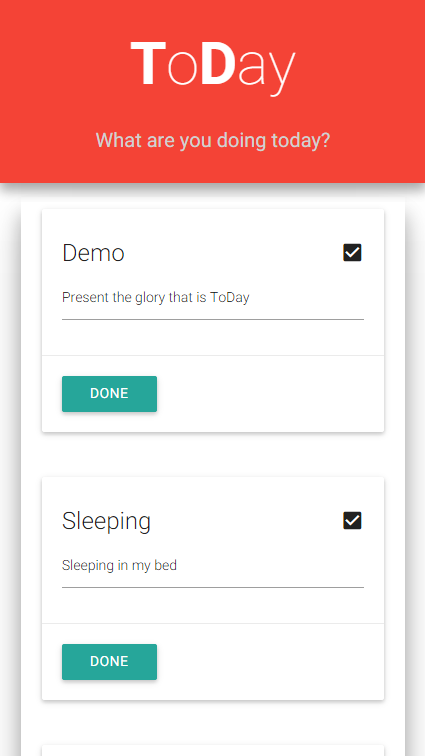 ToDay
What are you doing today?
Demo
Present the glory that is ToDay
DONE
Sleeping
Sleeping in my bed
DONE